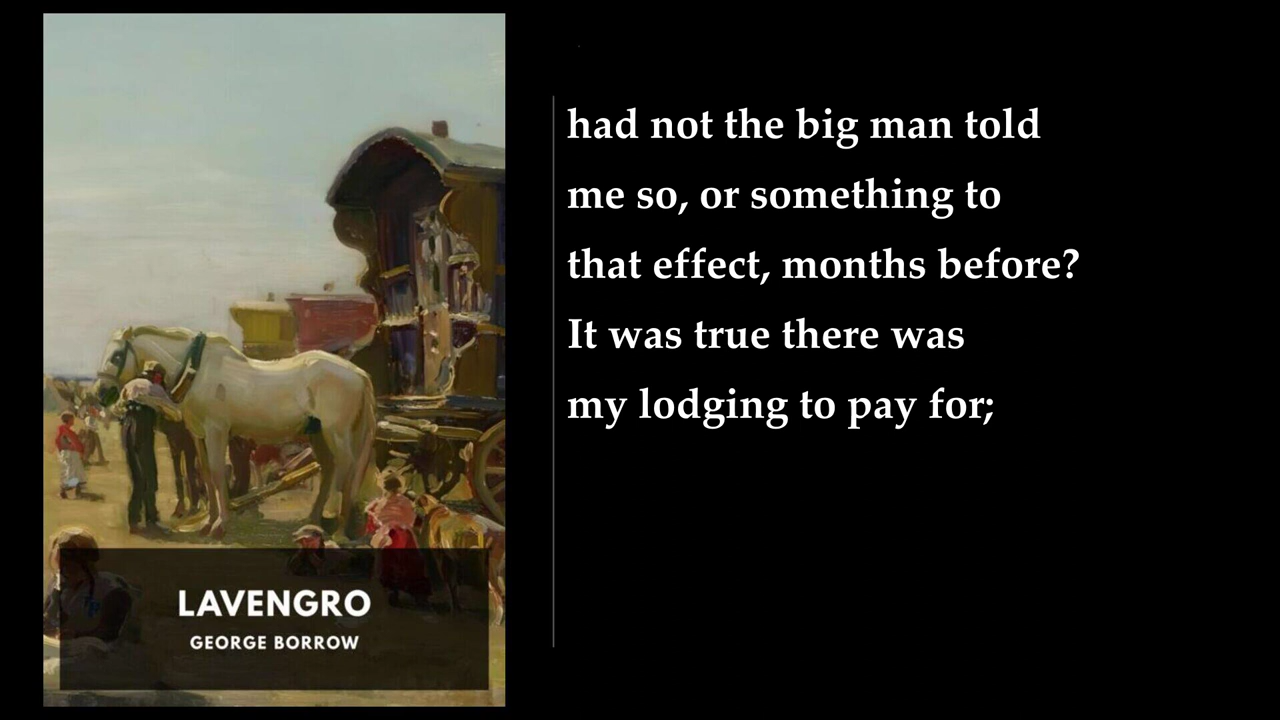 LAVENGRO
GEORGE BORROW
had not the big man told
me so, or something to
that effect, months before?
It was true there was
my lodging to pay for;